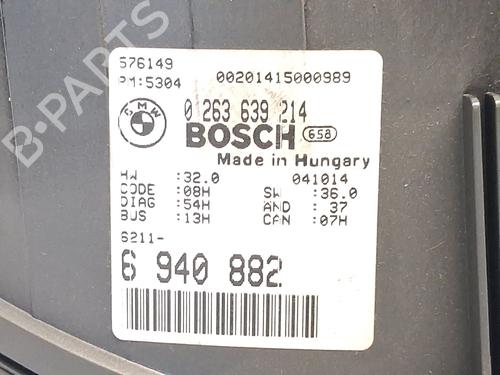 B-PARTS
576149
PM:5304 00201415000989
BMW
0 263 639 214
BOSCH 658
Made in Hungary
HW :32.0 041014
CODE :08H SW :36.0
DIAG :54H AND : 37
BUS :13H CAN :07H
6211-
6 940 882